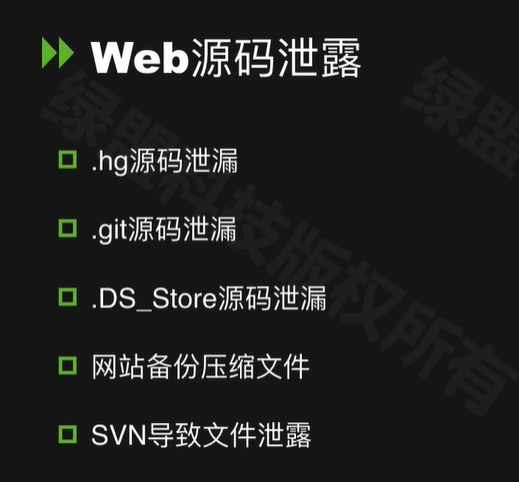 Web源码泄露
.hg源码泄漏
.git源码泄漏
.DS_Store源码泄漏
网站备份压缩文件
SVN导致文件泄露
绿盟科技版权所有
绿盟